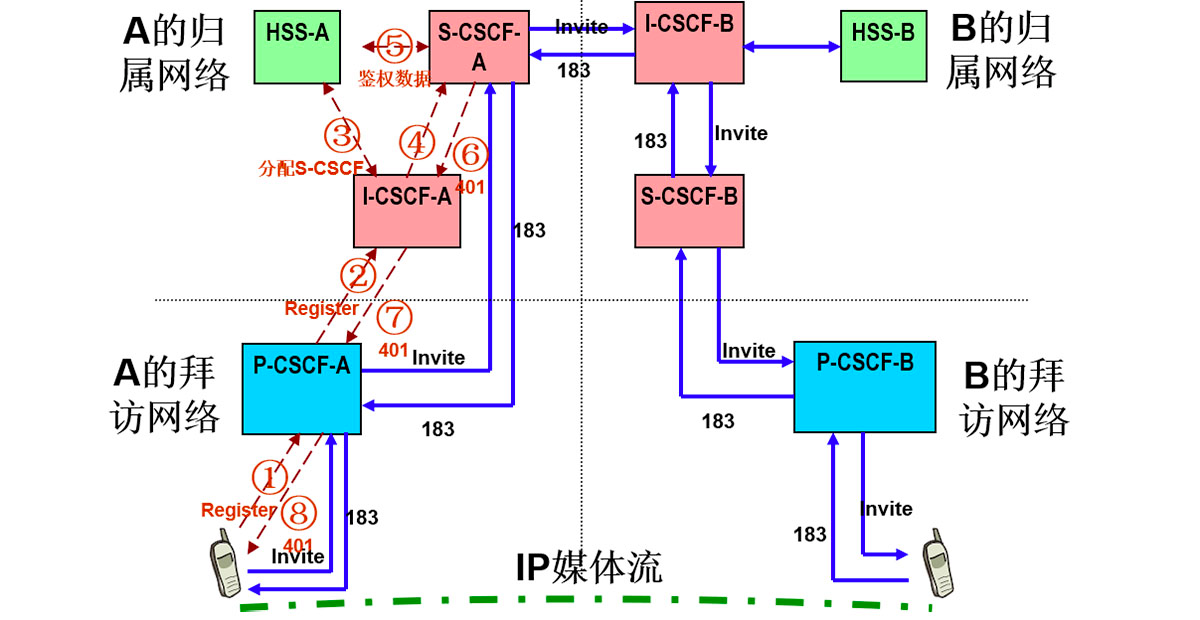 A的归
属网络
HSS-A
⑤
鉴权数据
S-CSCF-
A
Invite
183
I-CSCF-B
HSS-B
B的归
属网络
③
分配S-CSCF
④
⑥
401
183
Invite
I-CSCF-A
183
S-CSCF-B
②
Register
⑦
401
Invite
Invite
A的拜
访网络
P-CSCF-A
183
183
P-CSCF-B
B的拜
访网络
①
Register
⑧
401
Invite
183
183
Invite
IP媒体流